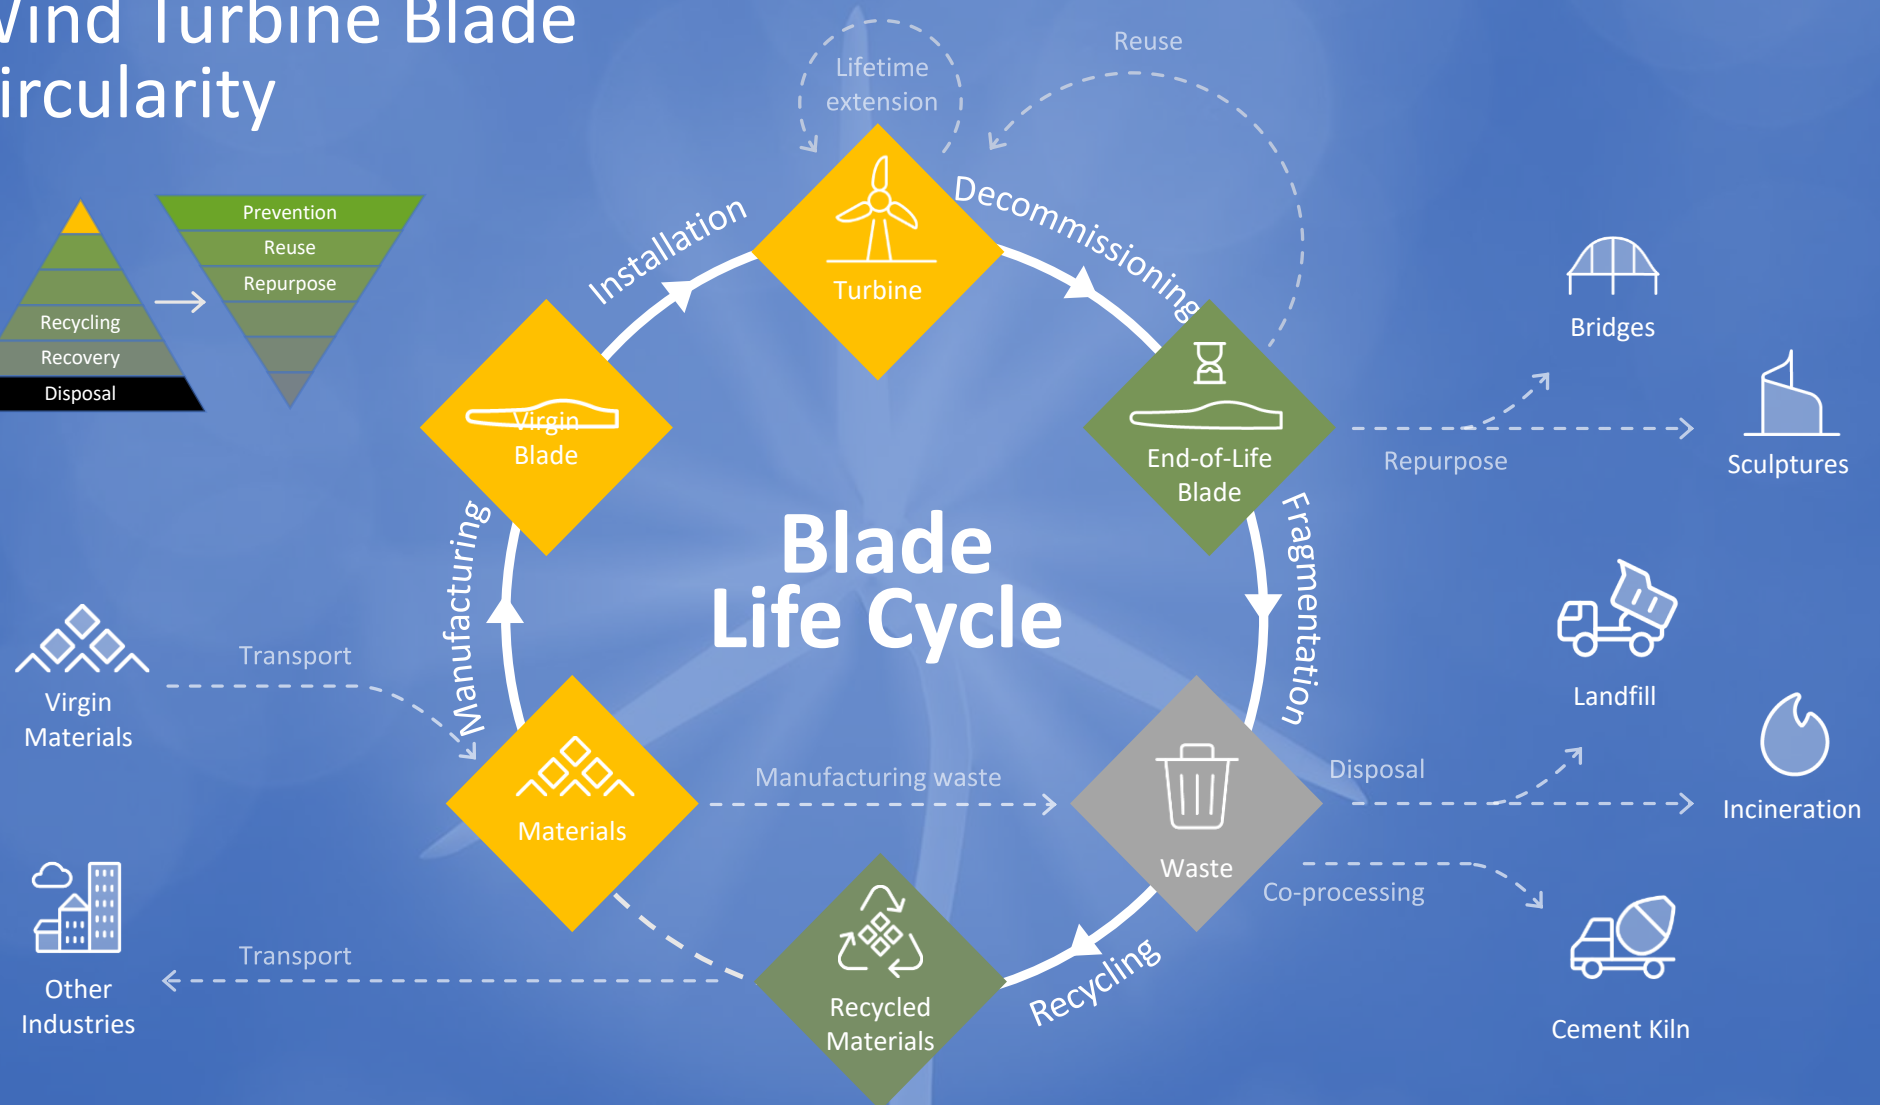 Wind Turbine Blade
Circularity
Lifetime
extension
Reuse
Prevention
Reuse
Repurpose
Recycling
Recovery
Disposal
Installation
Turbine
Decommissioning
Bridges
Virgin
Blade
End-of-Life
Blade
Repurpose
Sculptures
Blade
Life Cycle
Manufacturing
Fragmentation
Virgin
Materials
Transport
Landfill
Materials
Manufacturing waste
Waste
Disposal
Incineration
Co-processing
Other
Industries
Transport
Recycled
Materials
Recycling
Cement Kiln